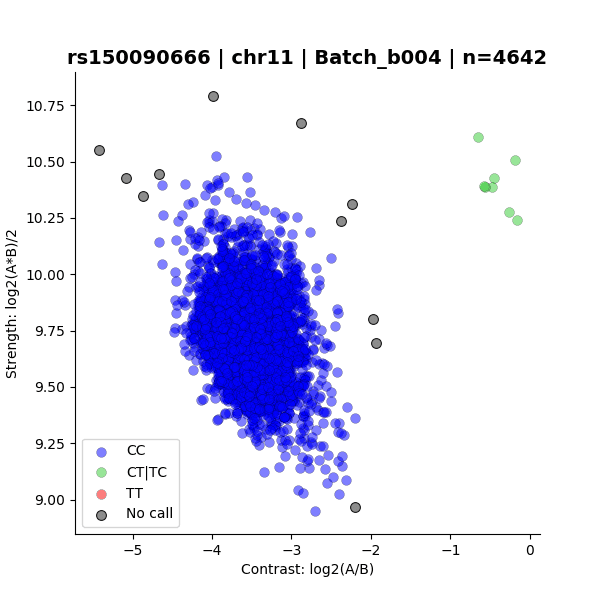 rs150090666 | chr11 | Batch_b004 | n=4642
Strength: log2(A*B)/2
10.75
10.50
10.25
10.00
9.75
9.50
9.25
9.00
CC
CT|TC
TT
No call
−5
−4
−3
−2
−1
0
Contrast: log2(A/B)